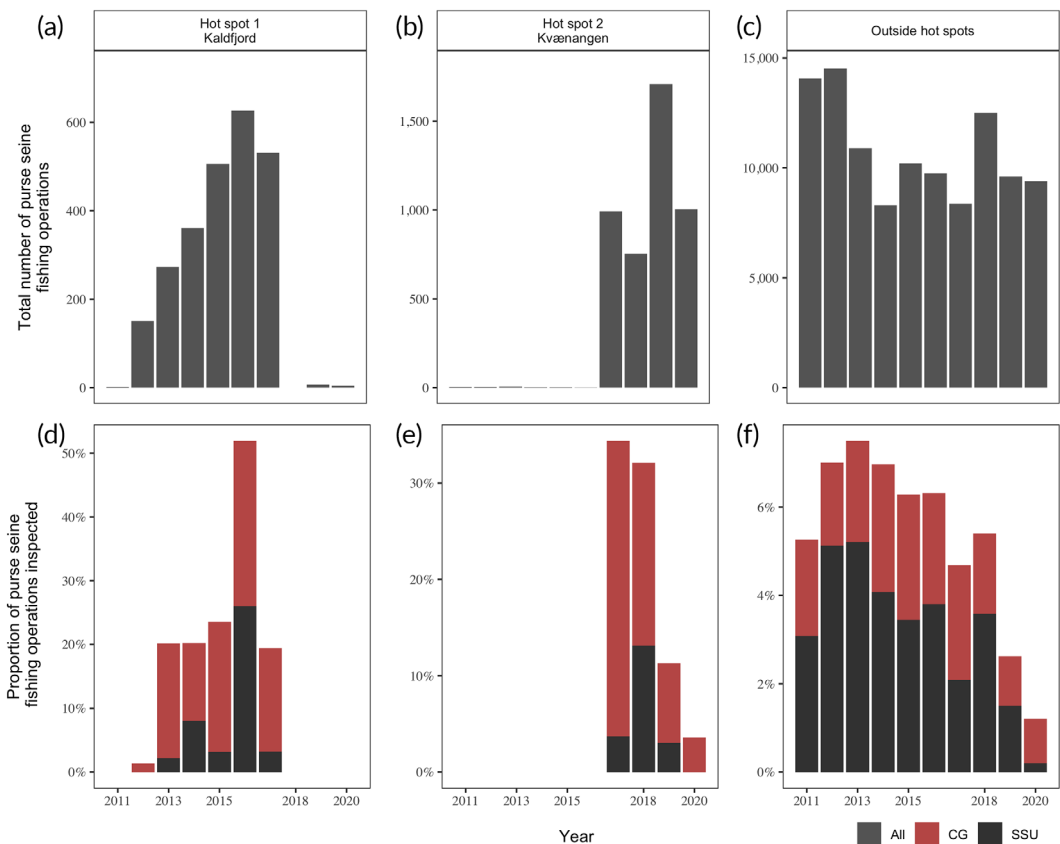 (a)
Hot spot 1
Kaldfjord
(b)
Hot spot 2
Kvænangen
(c)
Outside hot spots
Total number of purse seine
fishing operations
600
400
200
0
1,500
1,000
500
0
15,000
10,000
5,000
0
(d)
(e)
(f)
Proportion of purse seine
fishing operations inspected
50%
40%
30%
20%
10%
0%
30%
20%
10%
0%
6%
4%
2%
0%
2011 2013 2015 2018 2020
2011 2013 2015 2018 2020
2011 2013 2015 2018 2020
Year
All CG SSU